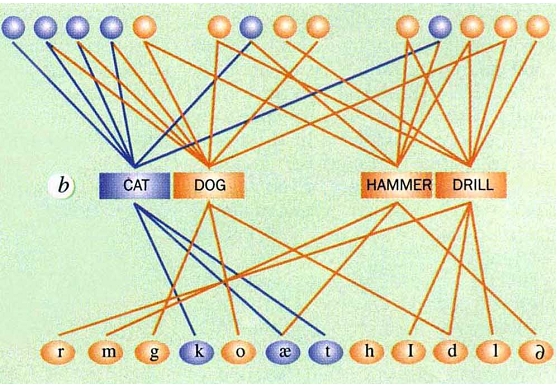 b CAT DOG HAMMER DRILL
r m g k o æ t h I d l ∂